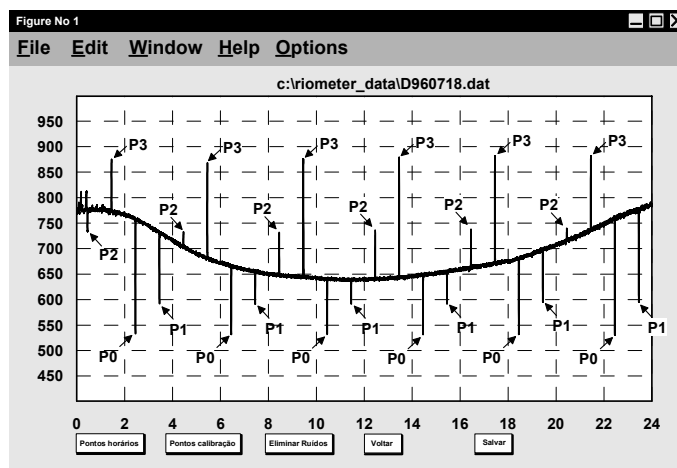 Figure No 1
File Edit Window Help Options
c:\riometer_data\D960718.dat
950
900
850
800
750
700
650
600
550
500
450
P3 P3 P3 P3 P3 P3
P2 P2 P2 P2 P2 P2
P1 P1 P1 P1 P1 P1
P0 P0 P0 P0 P0 P0
0 2 4 6 8 10 12 14 16 18 20 22 24
Pontos horários Pontos calibração Eliminar Ruídos Voltar Salvar